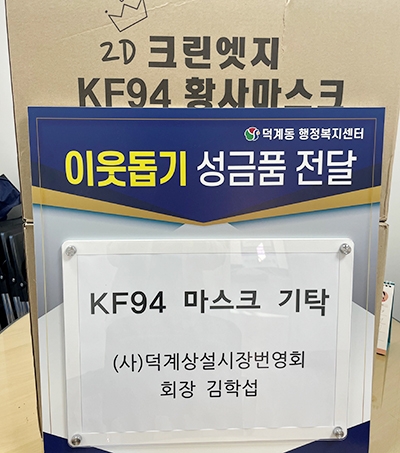 2D 크린엣지
KF94 황사마스크
덕계동 행정복지센터
이웃돕기 성금품 전달
KF94 마스크 기탁
(사)덕계상설시장번영회
회장 김학섭